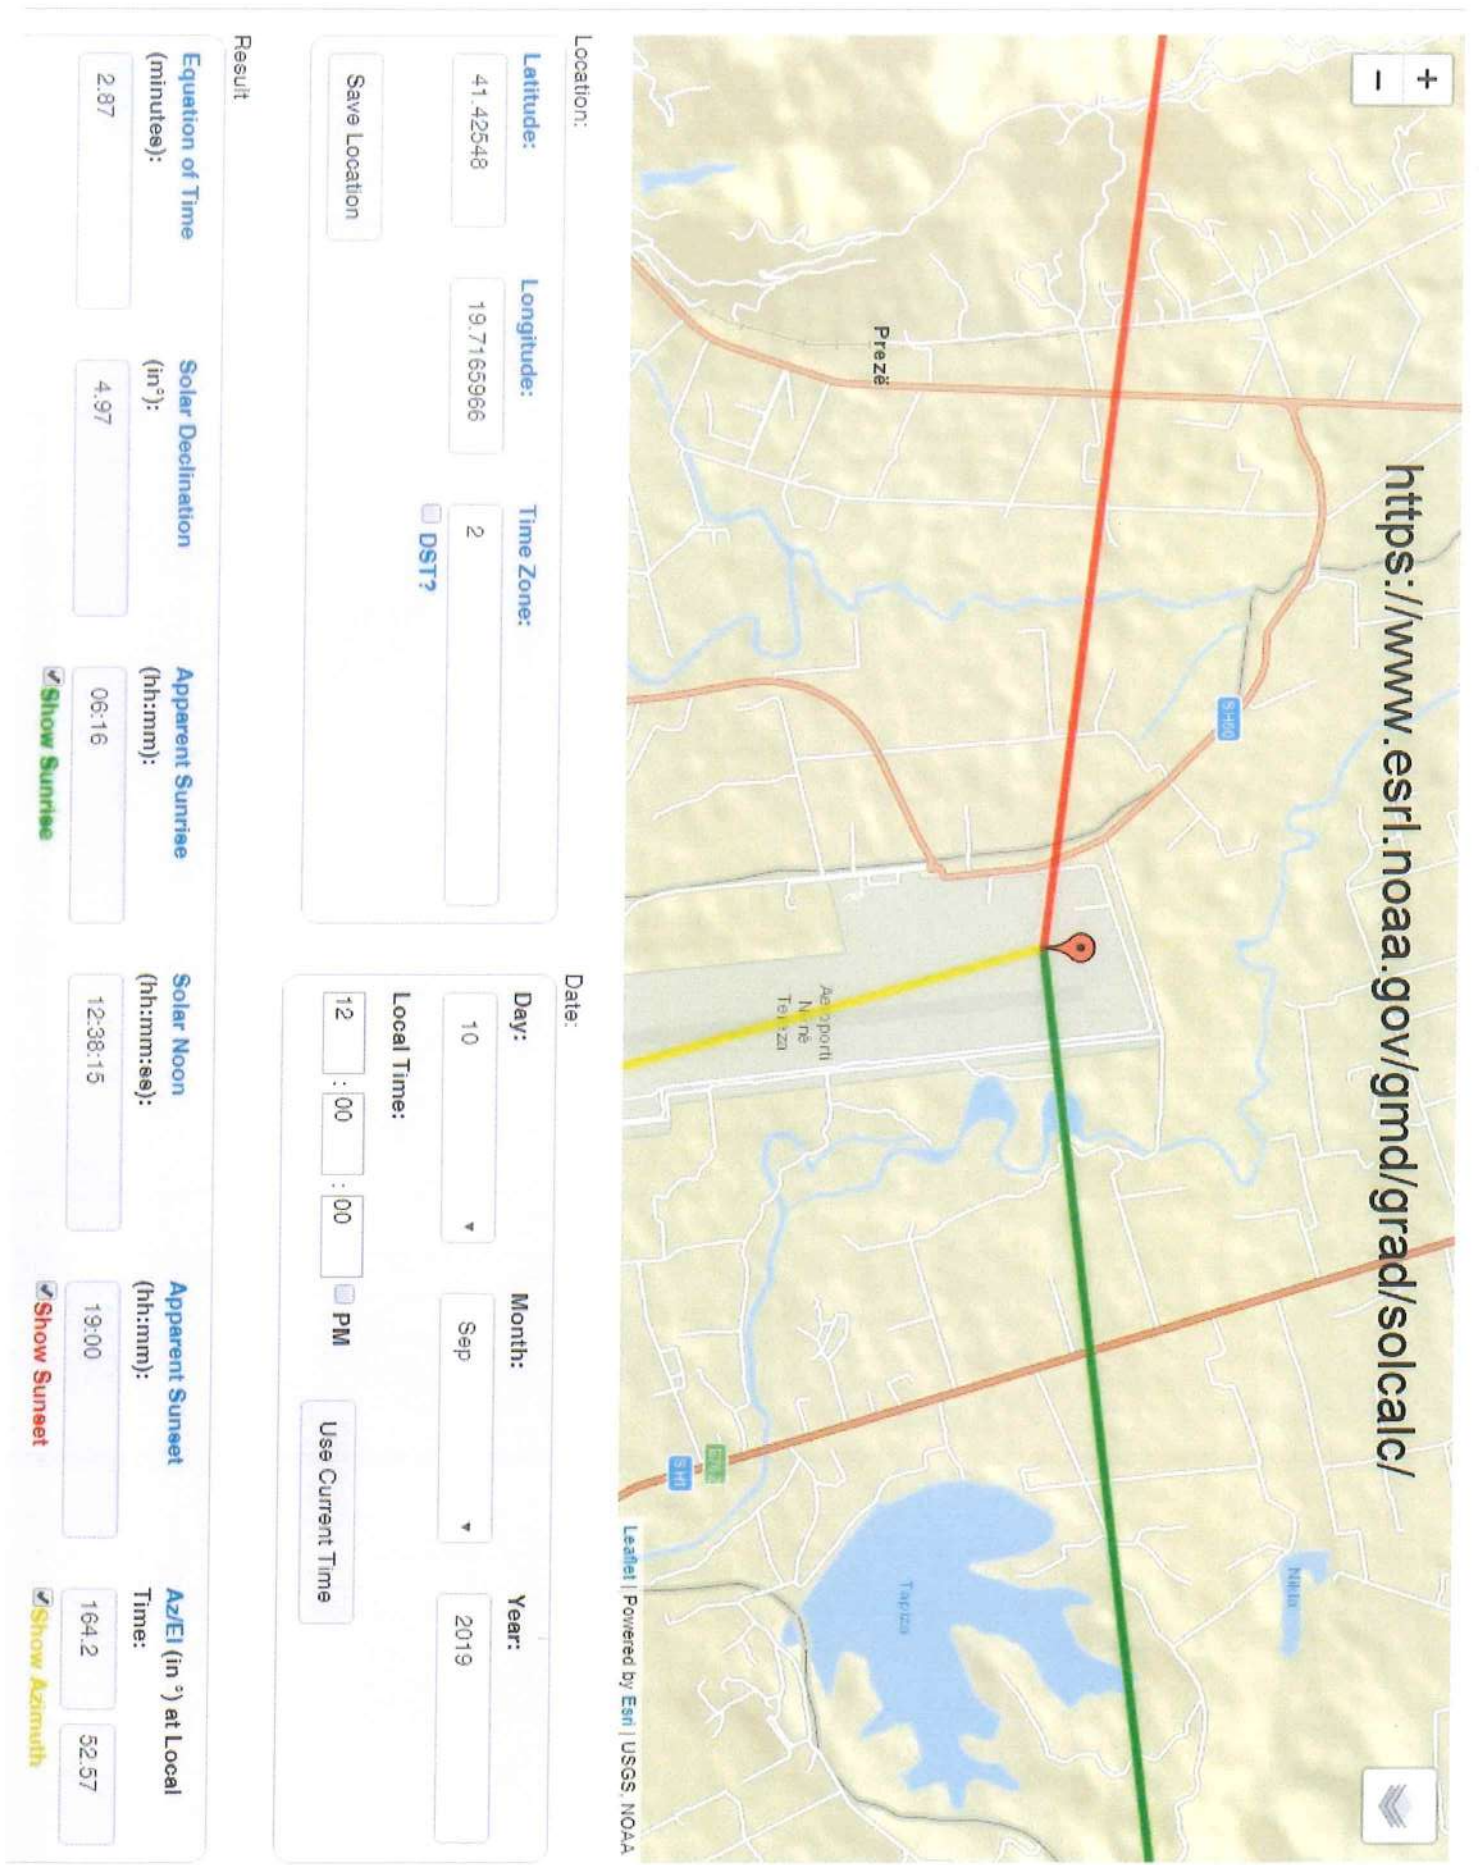 https://www.esrl.noaa.gov/gmd/grad/solcalc/
+
−
Prezë
SH60
Aeroporti
Nënë
Tereza
Nikla
Tapiza
E762
SH1
Leaflet | Powered by Esri | USGS, NOAA
Location:
Latitude: Longitude: Time Zone:
41.42548 19.7165966 2
DST?
Save Location
Date:
Day: Month: Year:
10 Sep 2019
Local Time:
12 : 00 : 00 PM Use Current Time
Result
Equation of Time Solar Declination Apparent Sunrise Solar Noon Apparent Sunset Az/El (in °) at Local
(minutes): (in°): (hh:mm): (hh:mm:ss): (hh:mm): Time:
2.87 4.97 06:16 12:38:15 19:00 164.2 52.57
Show Sunrise Show Sunset Show Azimuth